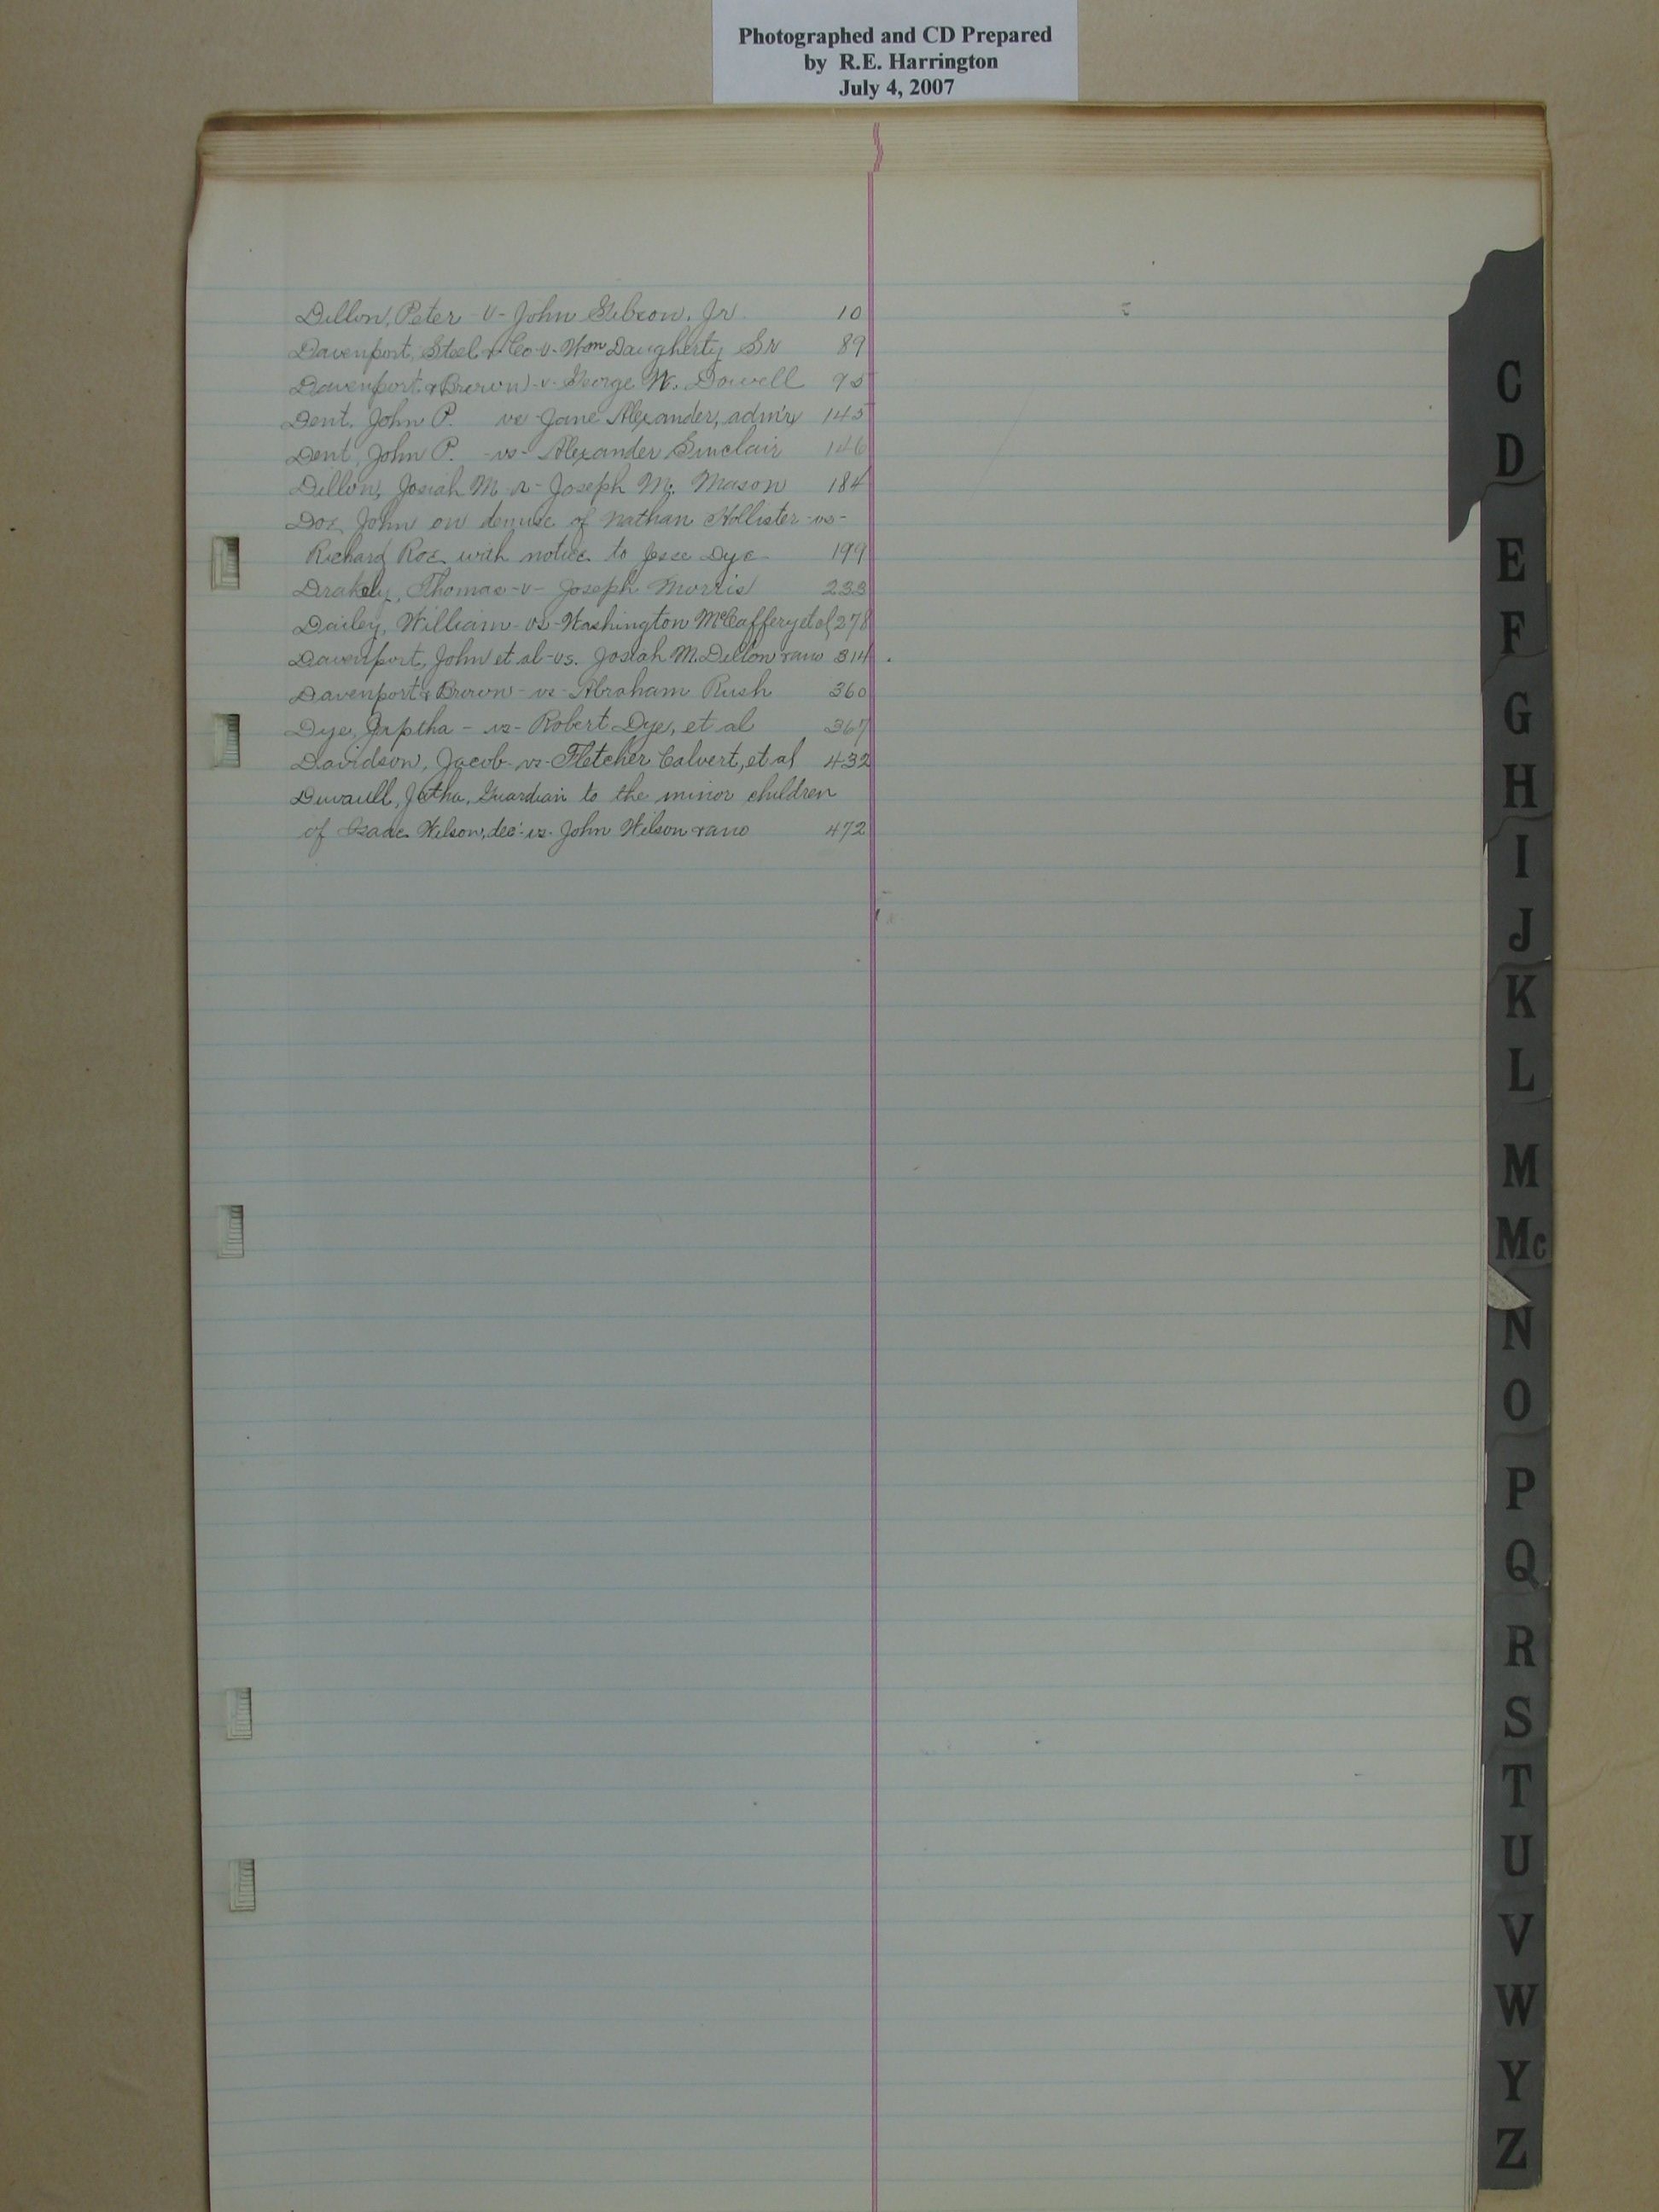 Photographed and CD Prepared
by R.E. Harrington
July 4, 2007
Dillon, Peter -v- John Gibson, Jr. 10
Davenport, Steel & Co -v- Wm Daugherty Sr 89
Davenport & Brown -v- George W. Dowell 95
Dent, John P. vs Jane Alexander, adm'rx 145
Dent, John P. -vs- Alexander Sinclair 146
Dillon, Josiah M -v- Joseph M. Mason 184
Doe, John on demise of Nathan Hollister -vs-
Richard Roe with notice to Jesse Dye 199
Drakely, Thomas -v- Joseph Morris 233
Dailey, William -vs- Washington McCaffery et al 278
Davenport, John et al -vs. Josiah M. Dillon & ano 314
Davenport & Brown -vs- Abraham Rush 360
Dye, Japtha - vs- Robert Dye, et al 367
Davidson, Jacob -vs- Fletcher Calvert, et al 432
Duvaull, Guardian to the minor children
of Isaac Wilson, dec' -vs- John Wilson & ano 472
C
D
E
F
G
H
I
J
K
L
M
Mc
N
O
P
Q
R
S
T
U
V
W
Y
Z